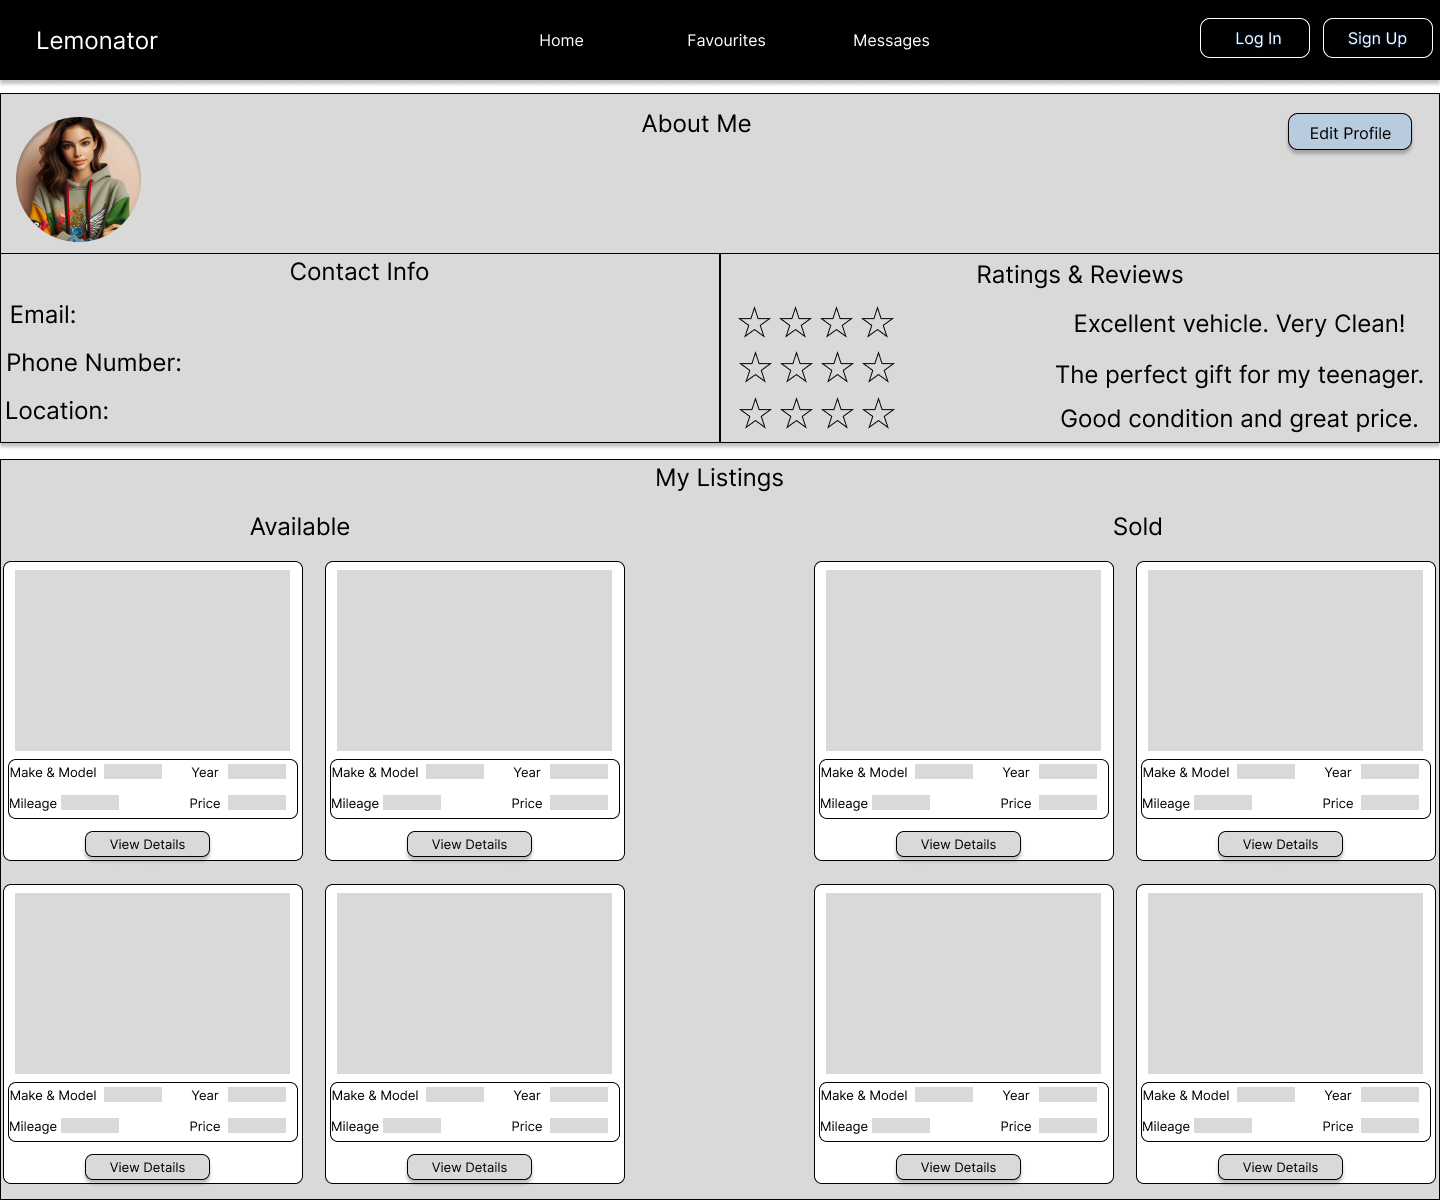 Lemonator
Home
Favourites
Messages
Log In
Sign Up
About Me
Edit Profile
Contact Info
Email:
Phone Number:
Location:
Ratings & Reviews
Excellent vehicle. Very Clean!
The perfect gift for my teenager.
Good condition and great price.
My Listings
Available
Sold
Make & Model Year
Mileage Price
View Details
Make & Model Year
Mileage Price
View Details
Make & Model Year
Mileage Price
View Details
Make & Model Year
Mileage Price
View Details
Make & Model Year
Mileage Price
View Details
Make & Model Year
Mileage Price
View Details
Make & Model Year
Mileage Price
View Details
Make & Model Year
Mileage Price
View Details